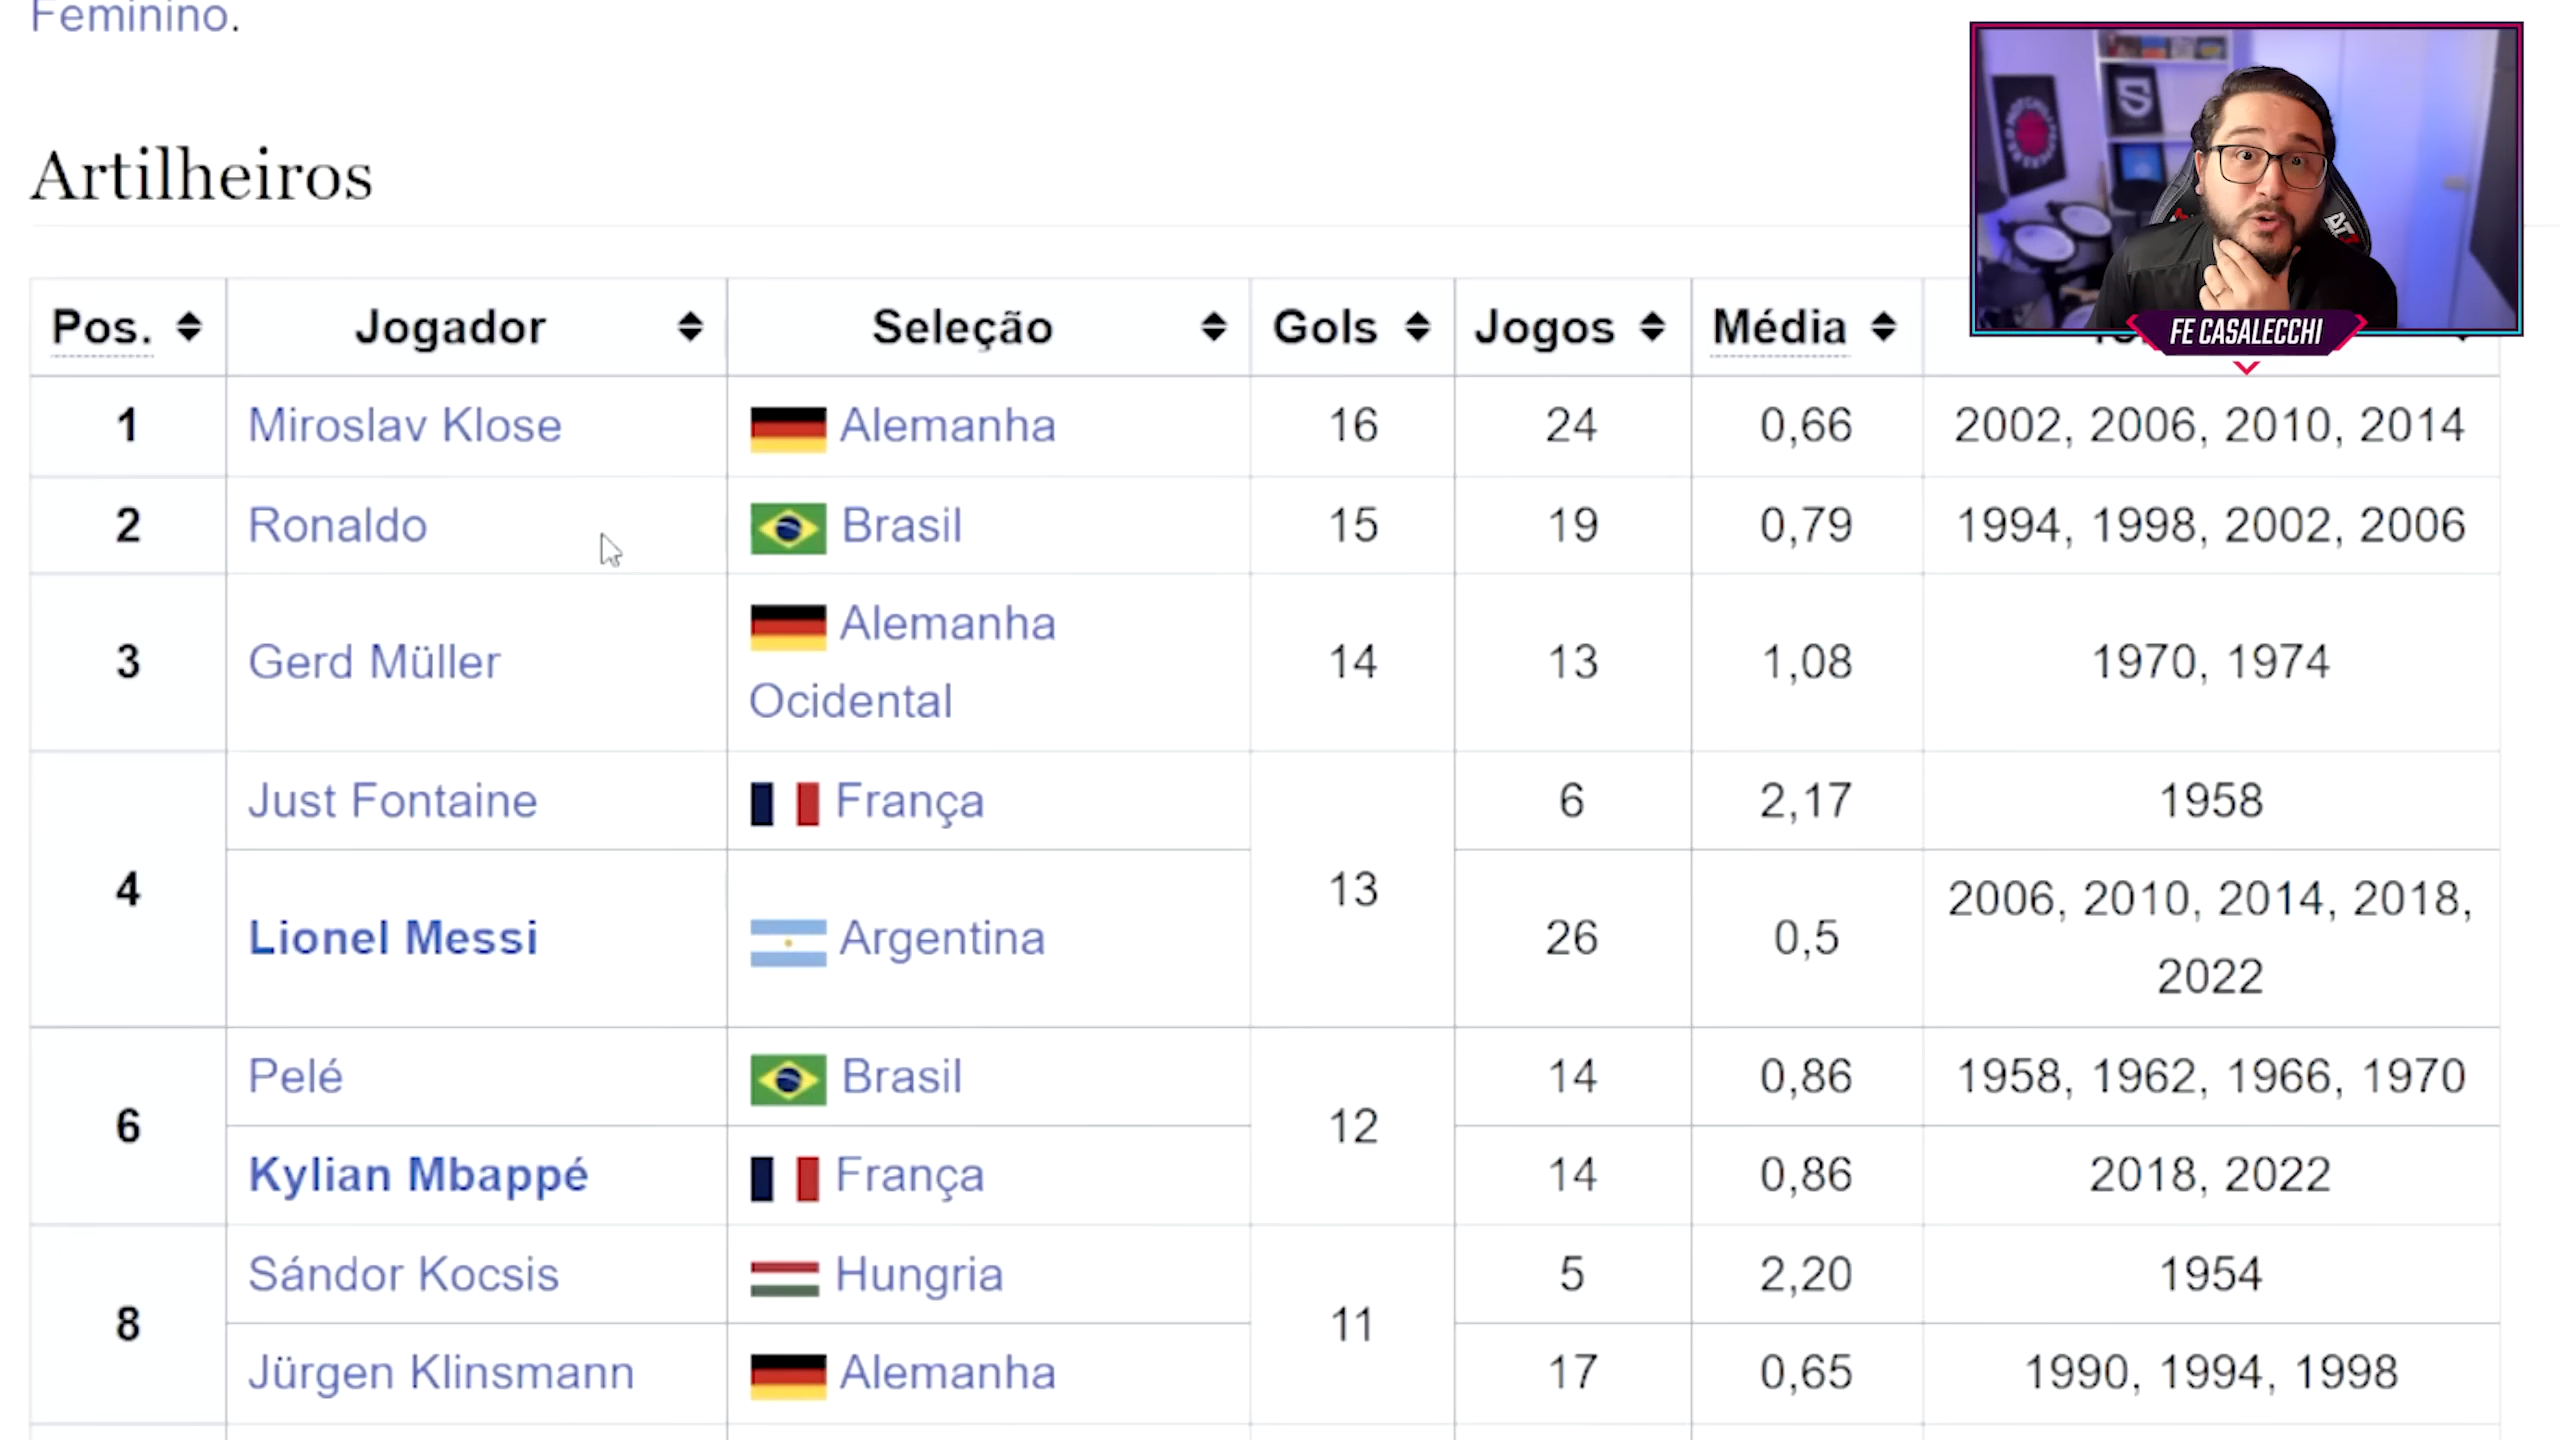 Feminino.
Artilheiros
Pos. Jogador Seleção Gols Jogos Média
FE CASALECCHI
1 Miroslav Klose Alemanha 16 24 0,66 2002, 2006, 2010, 2014
2 Ronaldo Brasil 15 19 0,79 1994, 1998, 2002, 2006
3 Gerd Müller Alemanha Ocidental 14 13 1,08 1970, 1974
4 Just Fontaine França 13 6 2,17 1958
Lionel Messi Argentina 26 0,5 2006, 2010, 2014, 2018, 2022
6 Pelé Brasil 12 14 0,86 1958, 1962, 1966, 1970
Kylian Mbappé França 14 0,86 2018, 2022
8 Sándor Kocsis Hungria 11 5 2,20 1954
Jürgen Klinsmann Alemanha 17 0,65 1990, 1994, 1998